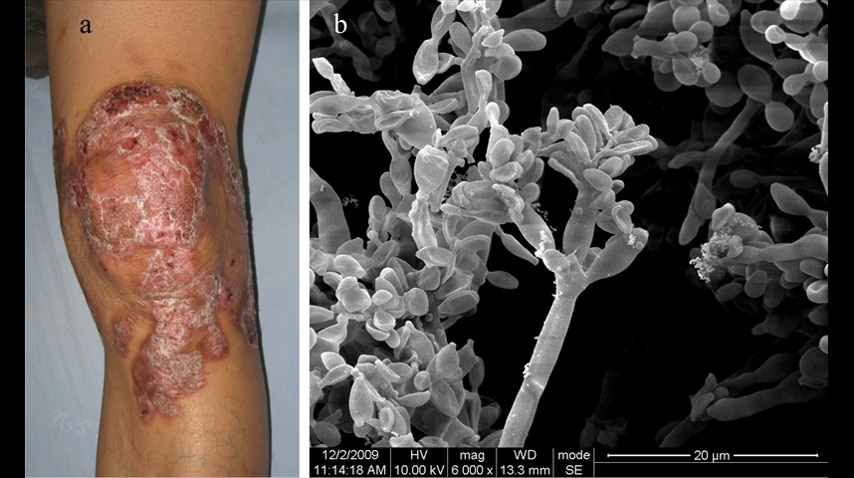 a
b
12/2/2009 HV mag WD mode
11:14:18 AM 10.00 kV 6 000 x 13.3 mm SE 20 µm